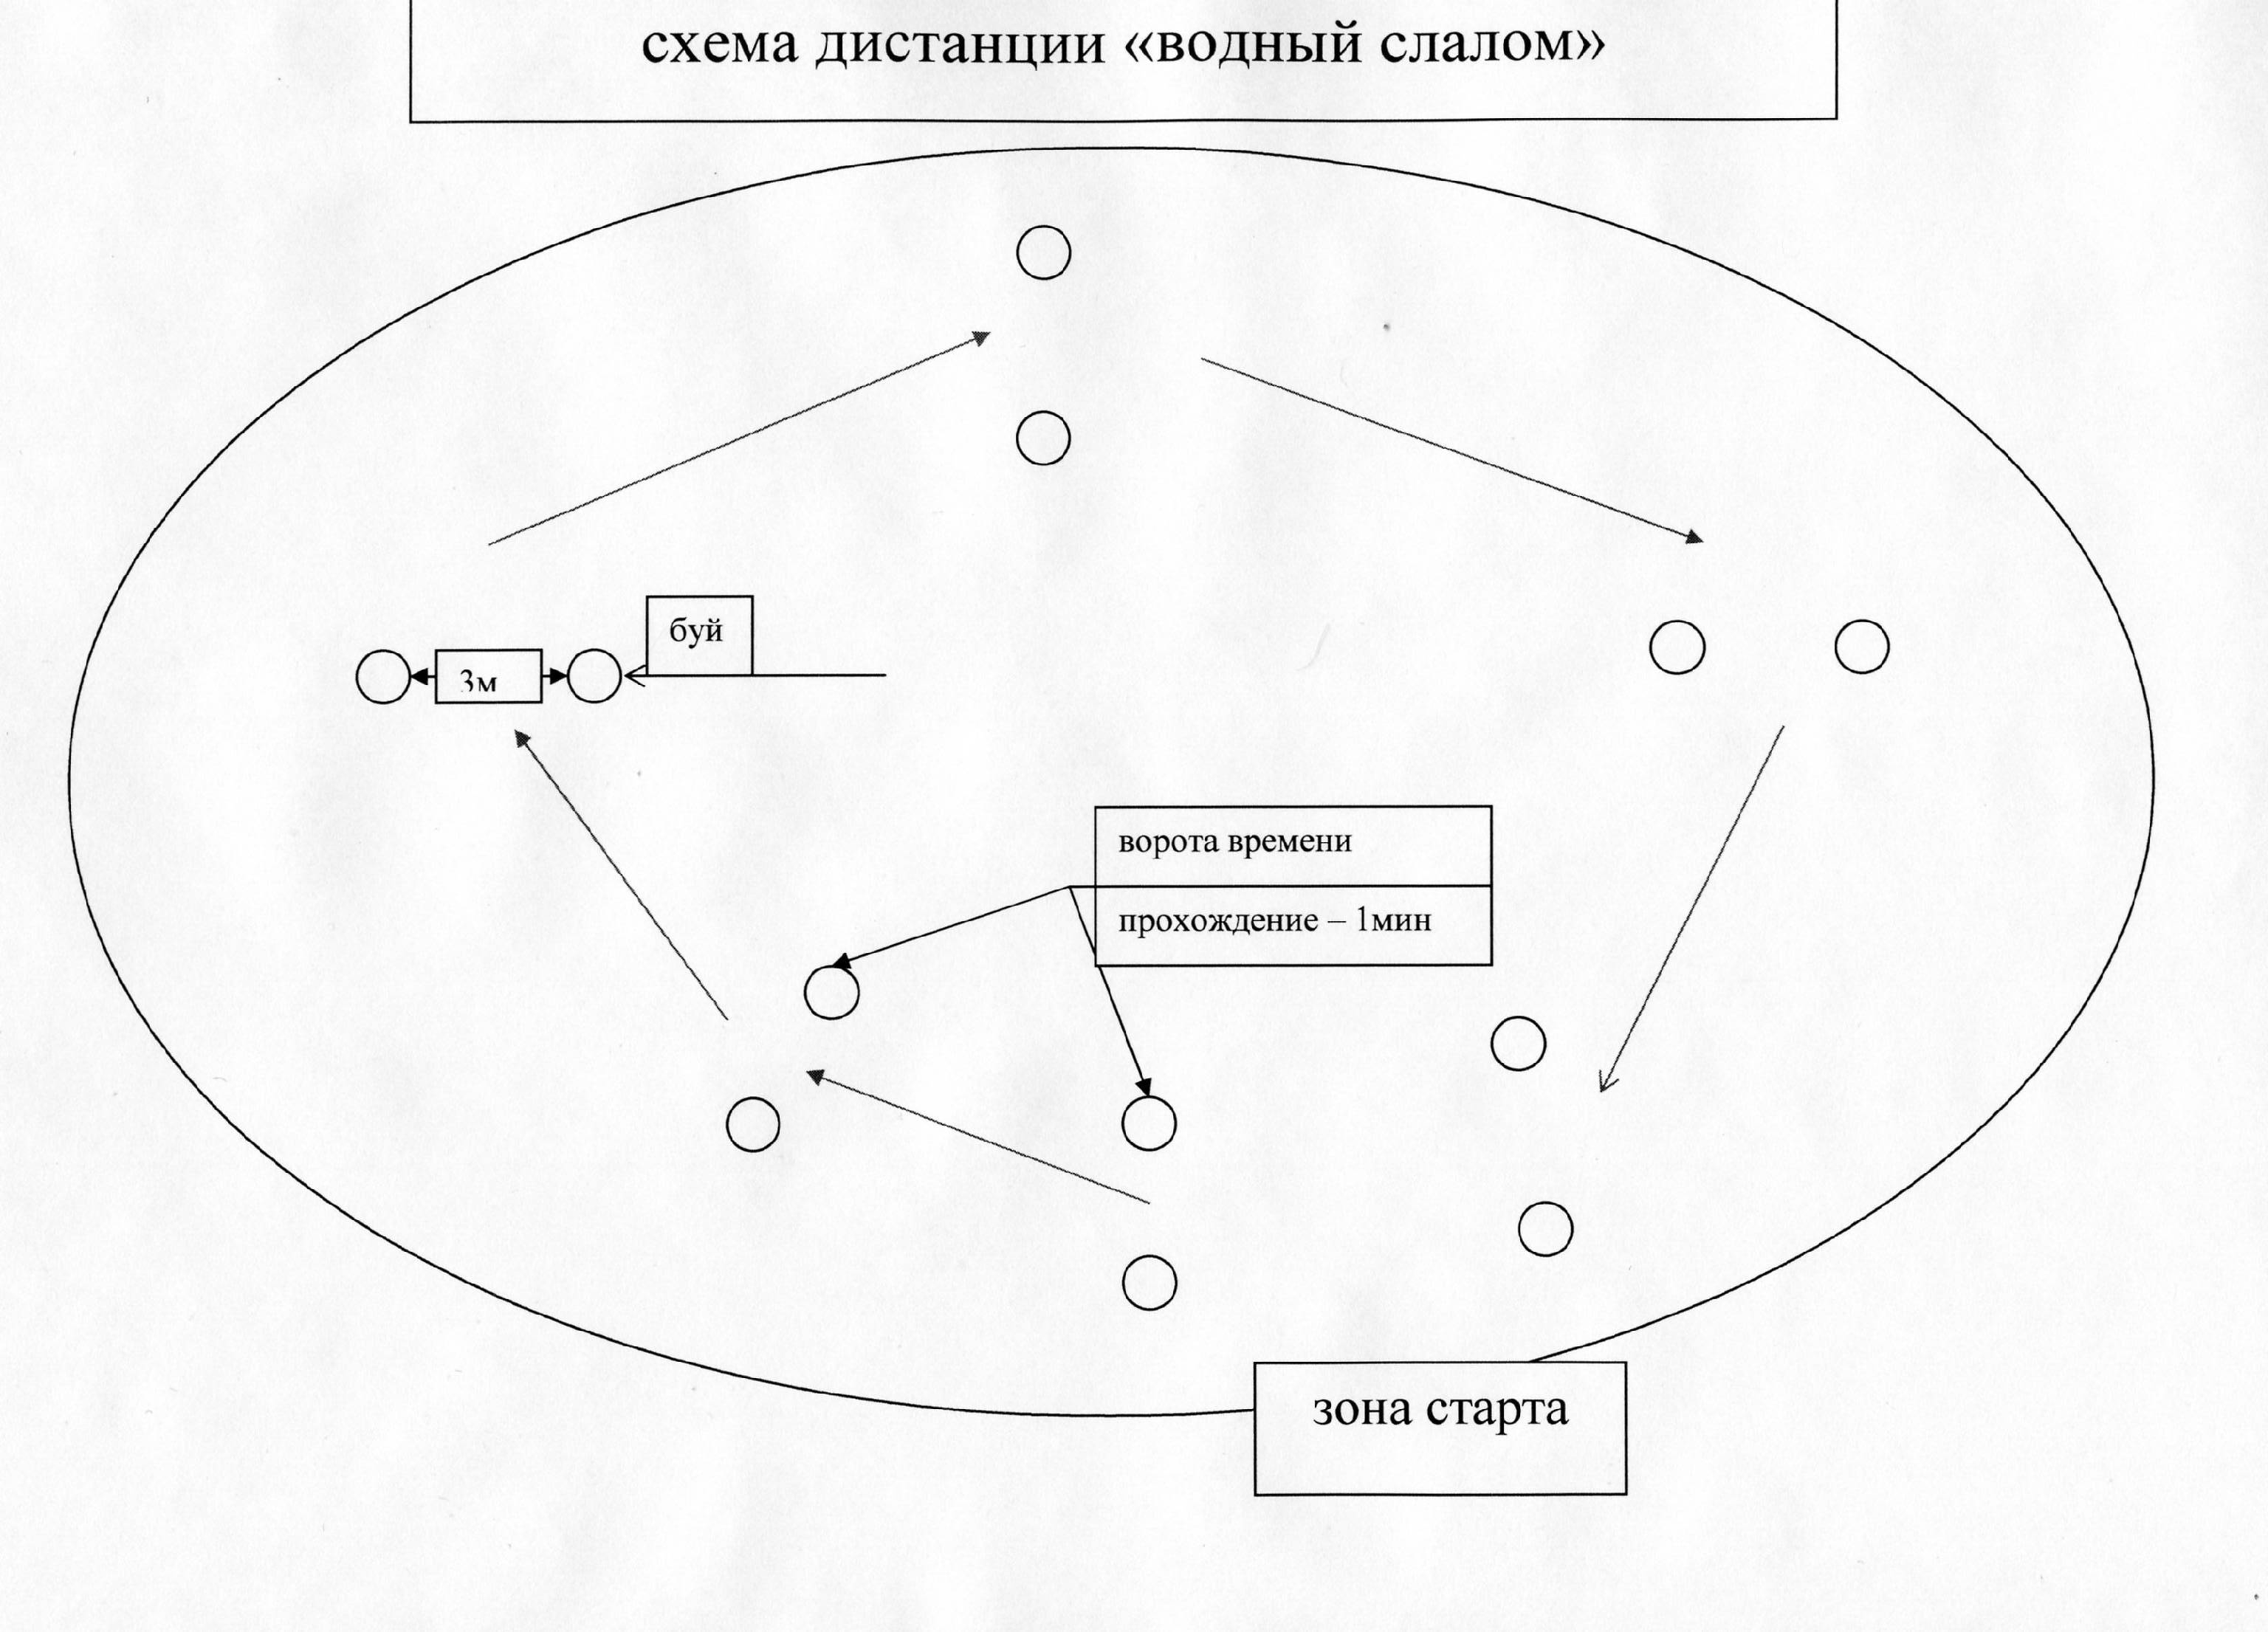 схема дистанции «водный слалом»
буй
3м
ворота времени
прохождение – 1мин
зона старта